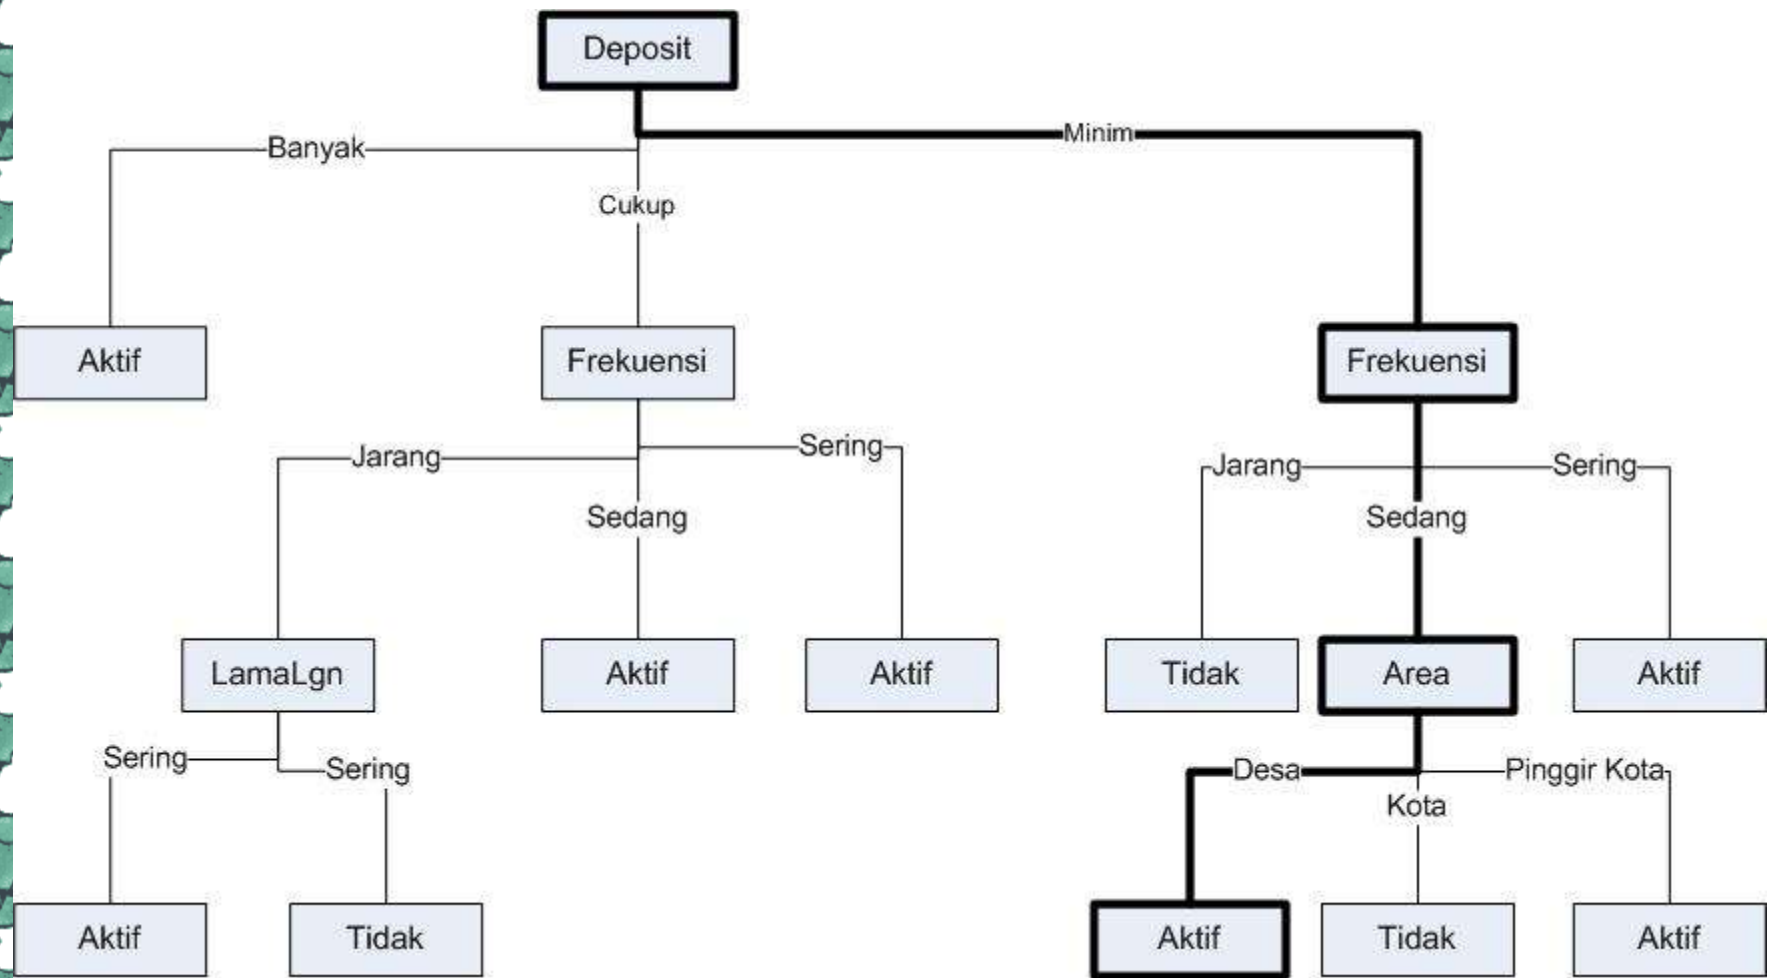 Deposit
Banyak
Minim
Cukup
Aktif
Frekuensi
Frekuensi
Jarang
Sering
Jarang
Sering
Sedang
Sedang
LamaLgn
Aktif
Aktif
Tidak
Area
Aktif
Sering
Sering
Desa
Pinggir Kota
Kota
Aktif
Tidak
Aktif
Tidak
Aktif